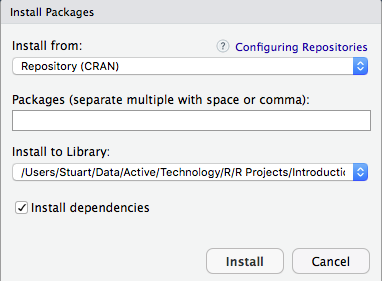 Install Packages
Install from:
? Configuring Repositories
Repository (CRAN)
Packages (separate multiple with space or comma):
Install to Library:
/Users/Stuart/Data/Active/Technology/R/R Projects/Introductic
Install dependencies
Install
Cancel